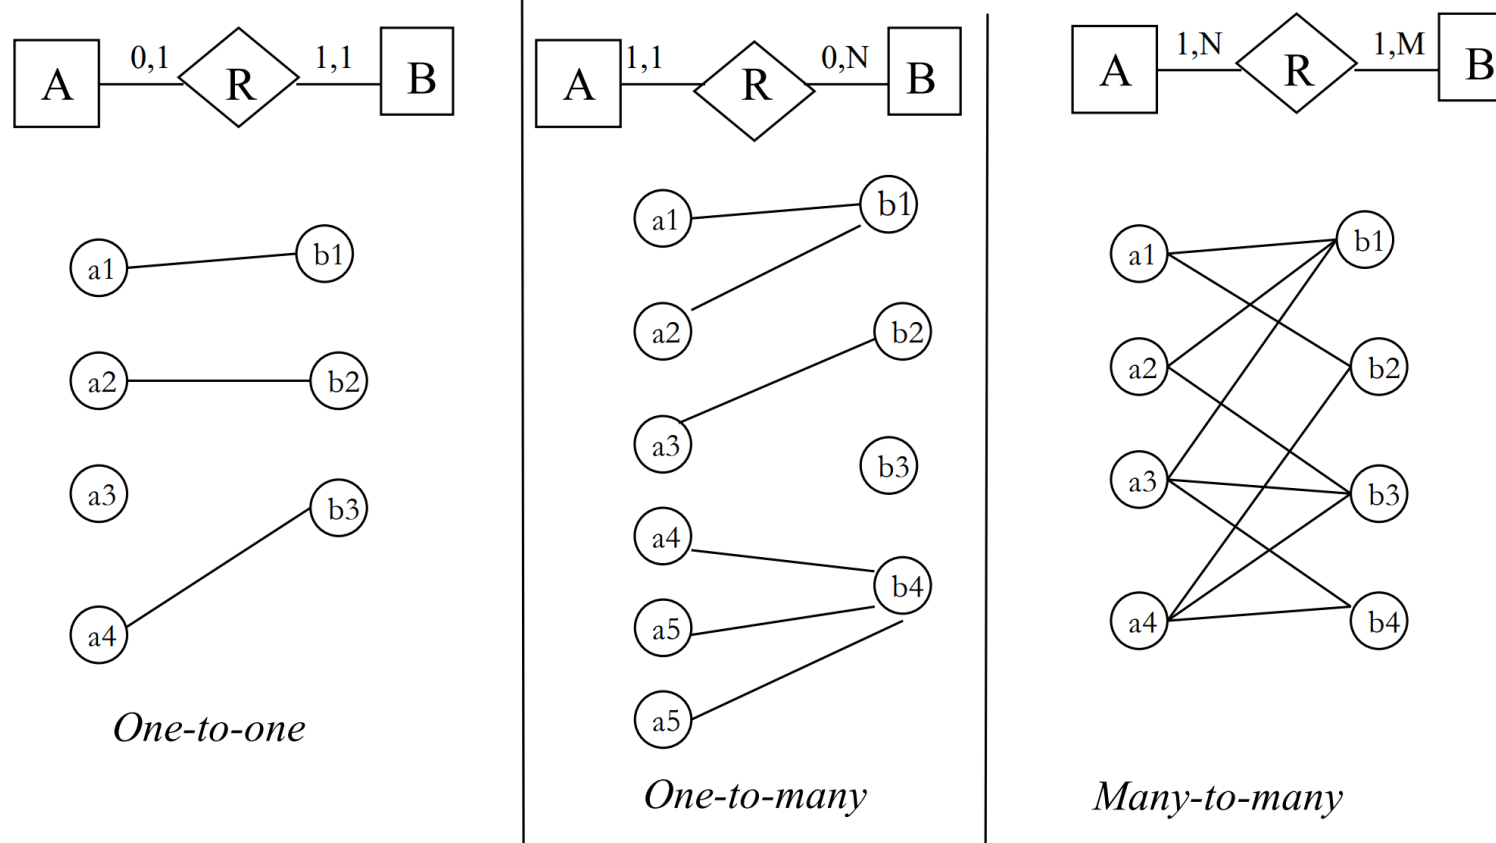 A 0,1 R 1,1 B
a1 b1
a2 b2
a3 b3
a4
One-to-one
A 1,1 R 0,N B
a1 b1
a2 b2
a3 b3
a4 b4
a5
a5
One-to-many
A 1,N R 1,M B
a1 b1
a2 b2
a3 b3
a4 b4
Many-to-many